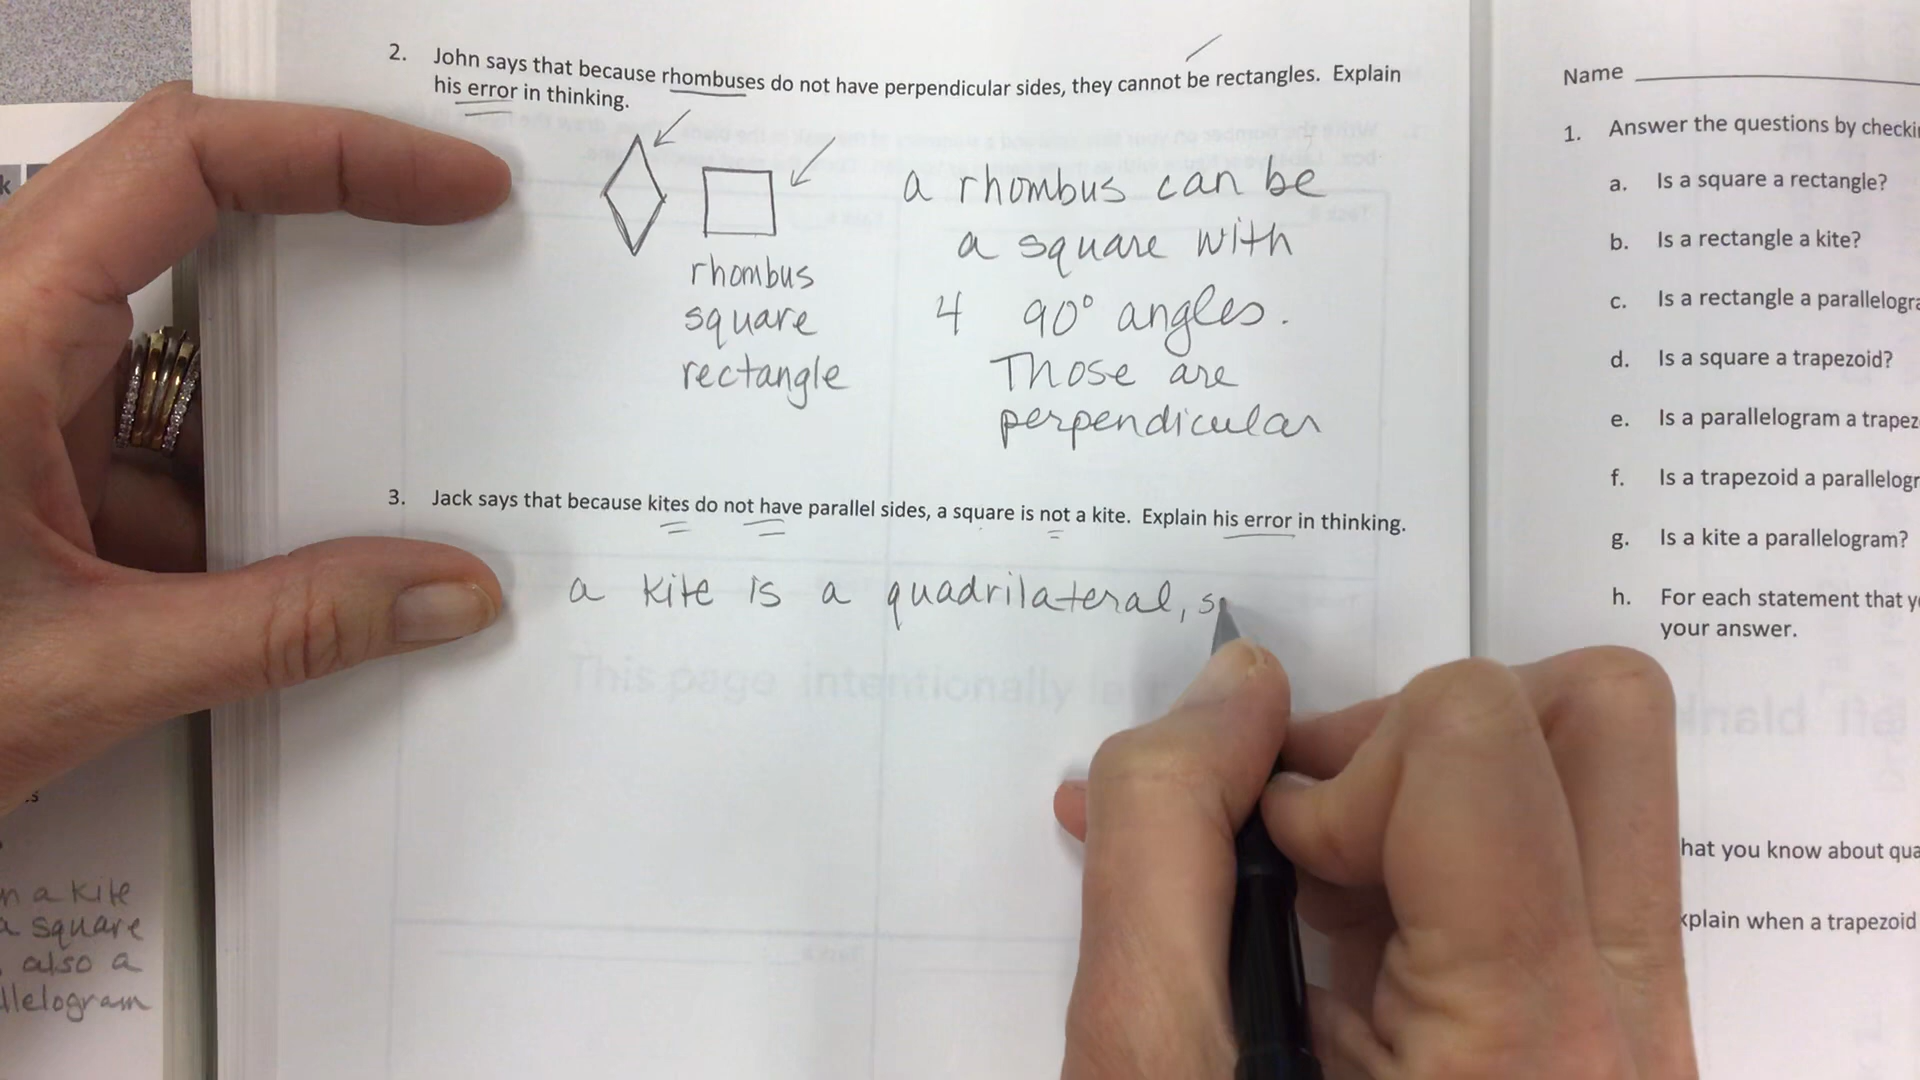 2. John says that because rhombuses do not have perpendicular sides, they cannot be rectangles. Explain
his error in thinking.
rhombus
square
rectangle
a rhombus can be
a square with
4 90° angles.
Those are
perpendicular
3. Jack says that because kites do not have parallel sides, a square is not a kite. Explain his error in thinking.
a kite is a quadrilateral, s
This page intentionally
Name
1. Answer the questions by checki
a. Is a square a rectangle?
b. Is a rectangle a kite?
c. Is a rectangle a parallelogra
d. Is a square a trapezoid?
e. Is a parallelogram a trapez
f. Is a trapezoid a parallelogr
g. Is a kite a parallelogram?
h. For each statement that y
your answer.
hat you know about qua
xplain when a trapezoid
n a kite
a square
also a
llelogram